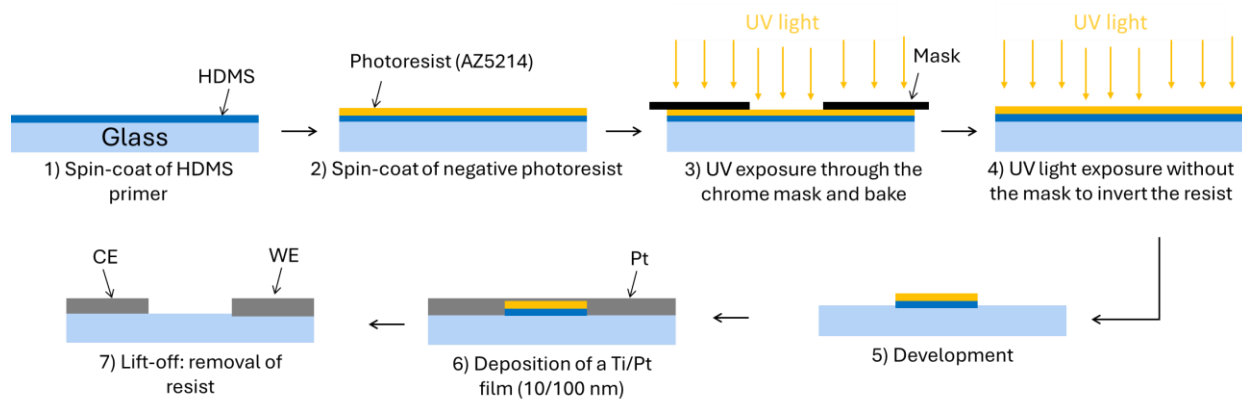 HDMS
Glass
1) Spin-coat of HDMS
primer
Photoresist (AZ5214)
2) Spin-coat of negative photoresist
UV light
Mask
3) UV exposure through the
chrome mask and bake
UV light
4) UV light exposure without
the mask to invert the resist
5) Development
Pt
6) Deposition of a Ti/Pt
film (10/100 nm)
CE
WE
7) Lift-off: removal of
resist